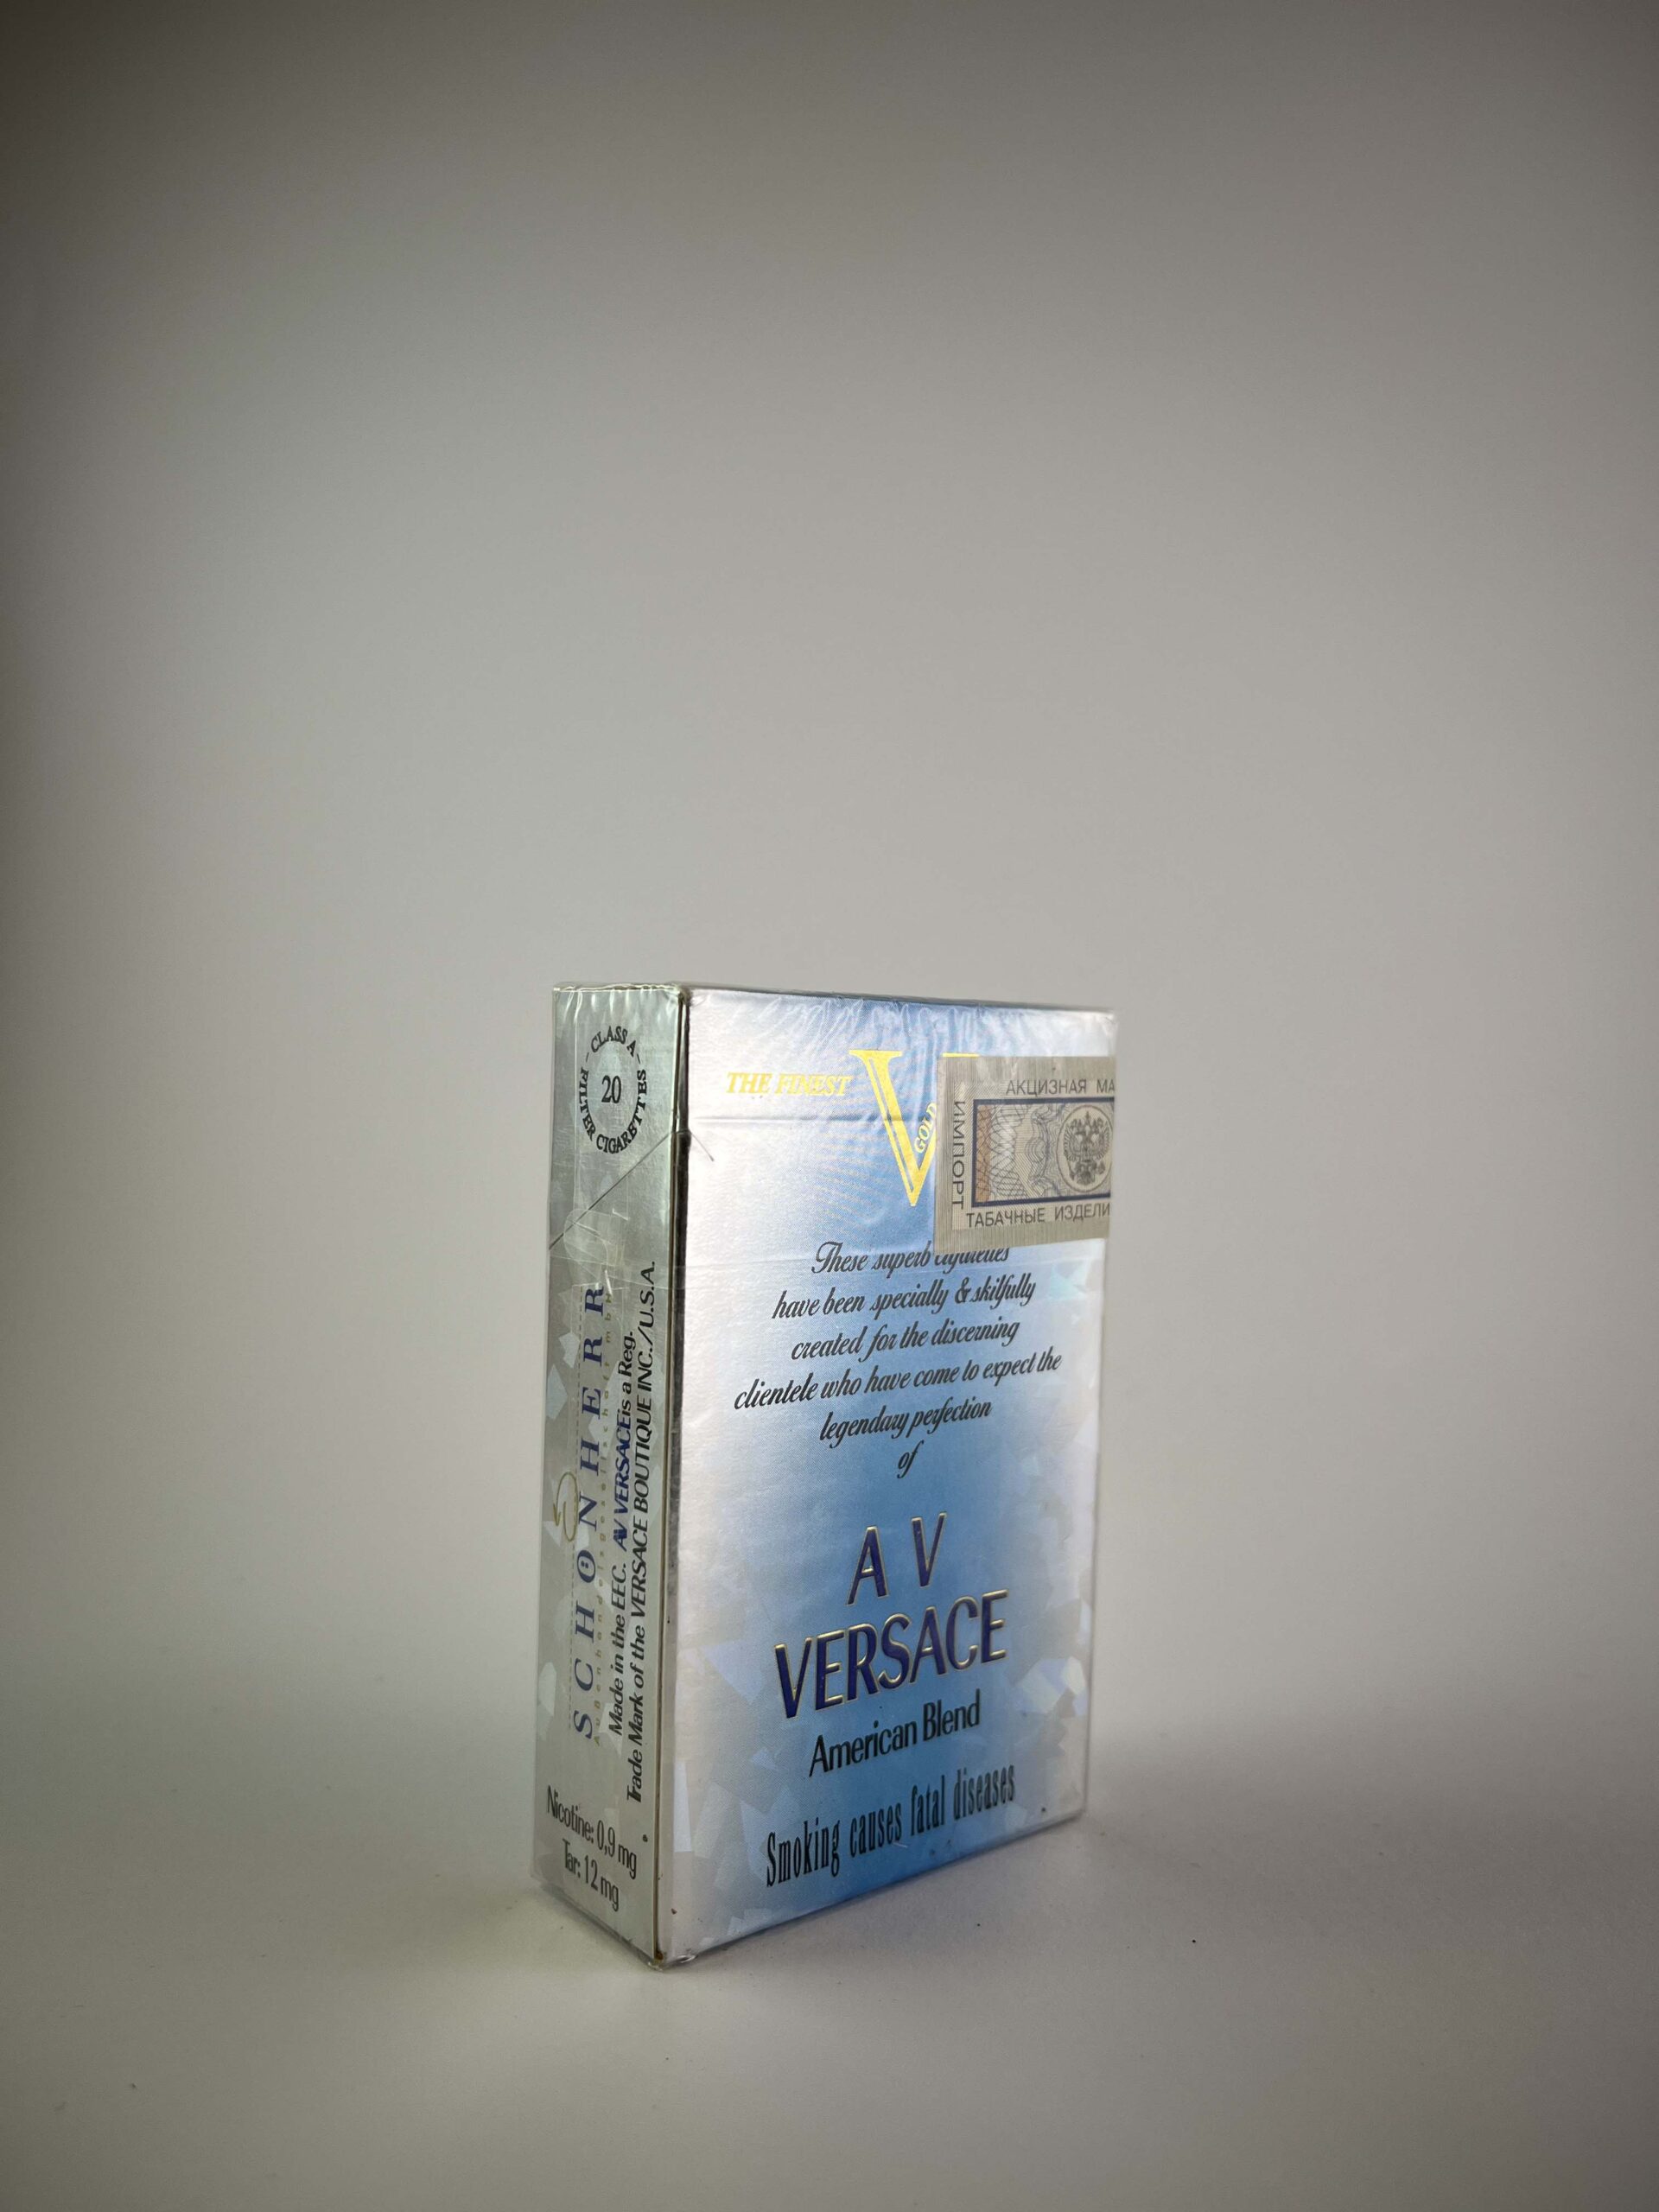 CLASS A
20
FILTER CIGARETTES
SCHÖNHERR
Made in the EEC. AV VERSACE is a Reg.
Trade Mark of the VERSACE BOUTIQUE INC./U.S.A.
Nicotine: 0,9 mg
Tar: 12 mg
THE FINEST
V
GOLD
АКЦИЗНАЯ МА
ИМПОРТ
ТАБАЧНЫЕ ИЗДЕЛИ
These superb cigarettes
have been specially & skilfully
created for the discerning
clientele who have come to expect the
legendary perfection
of
A V
VERSACE
American Blend
Smoking causes fatal diseases